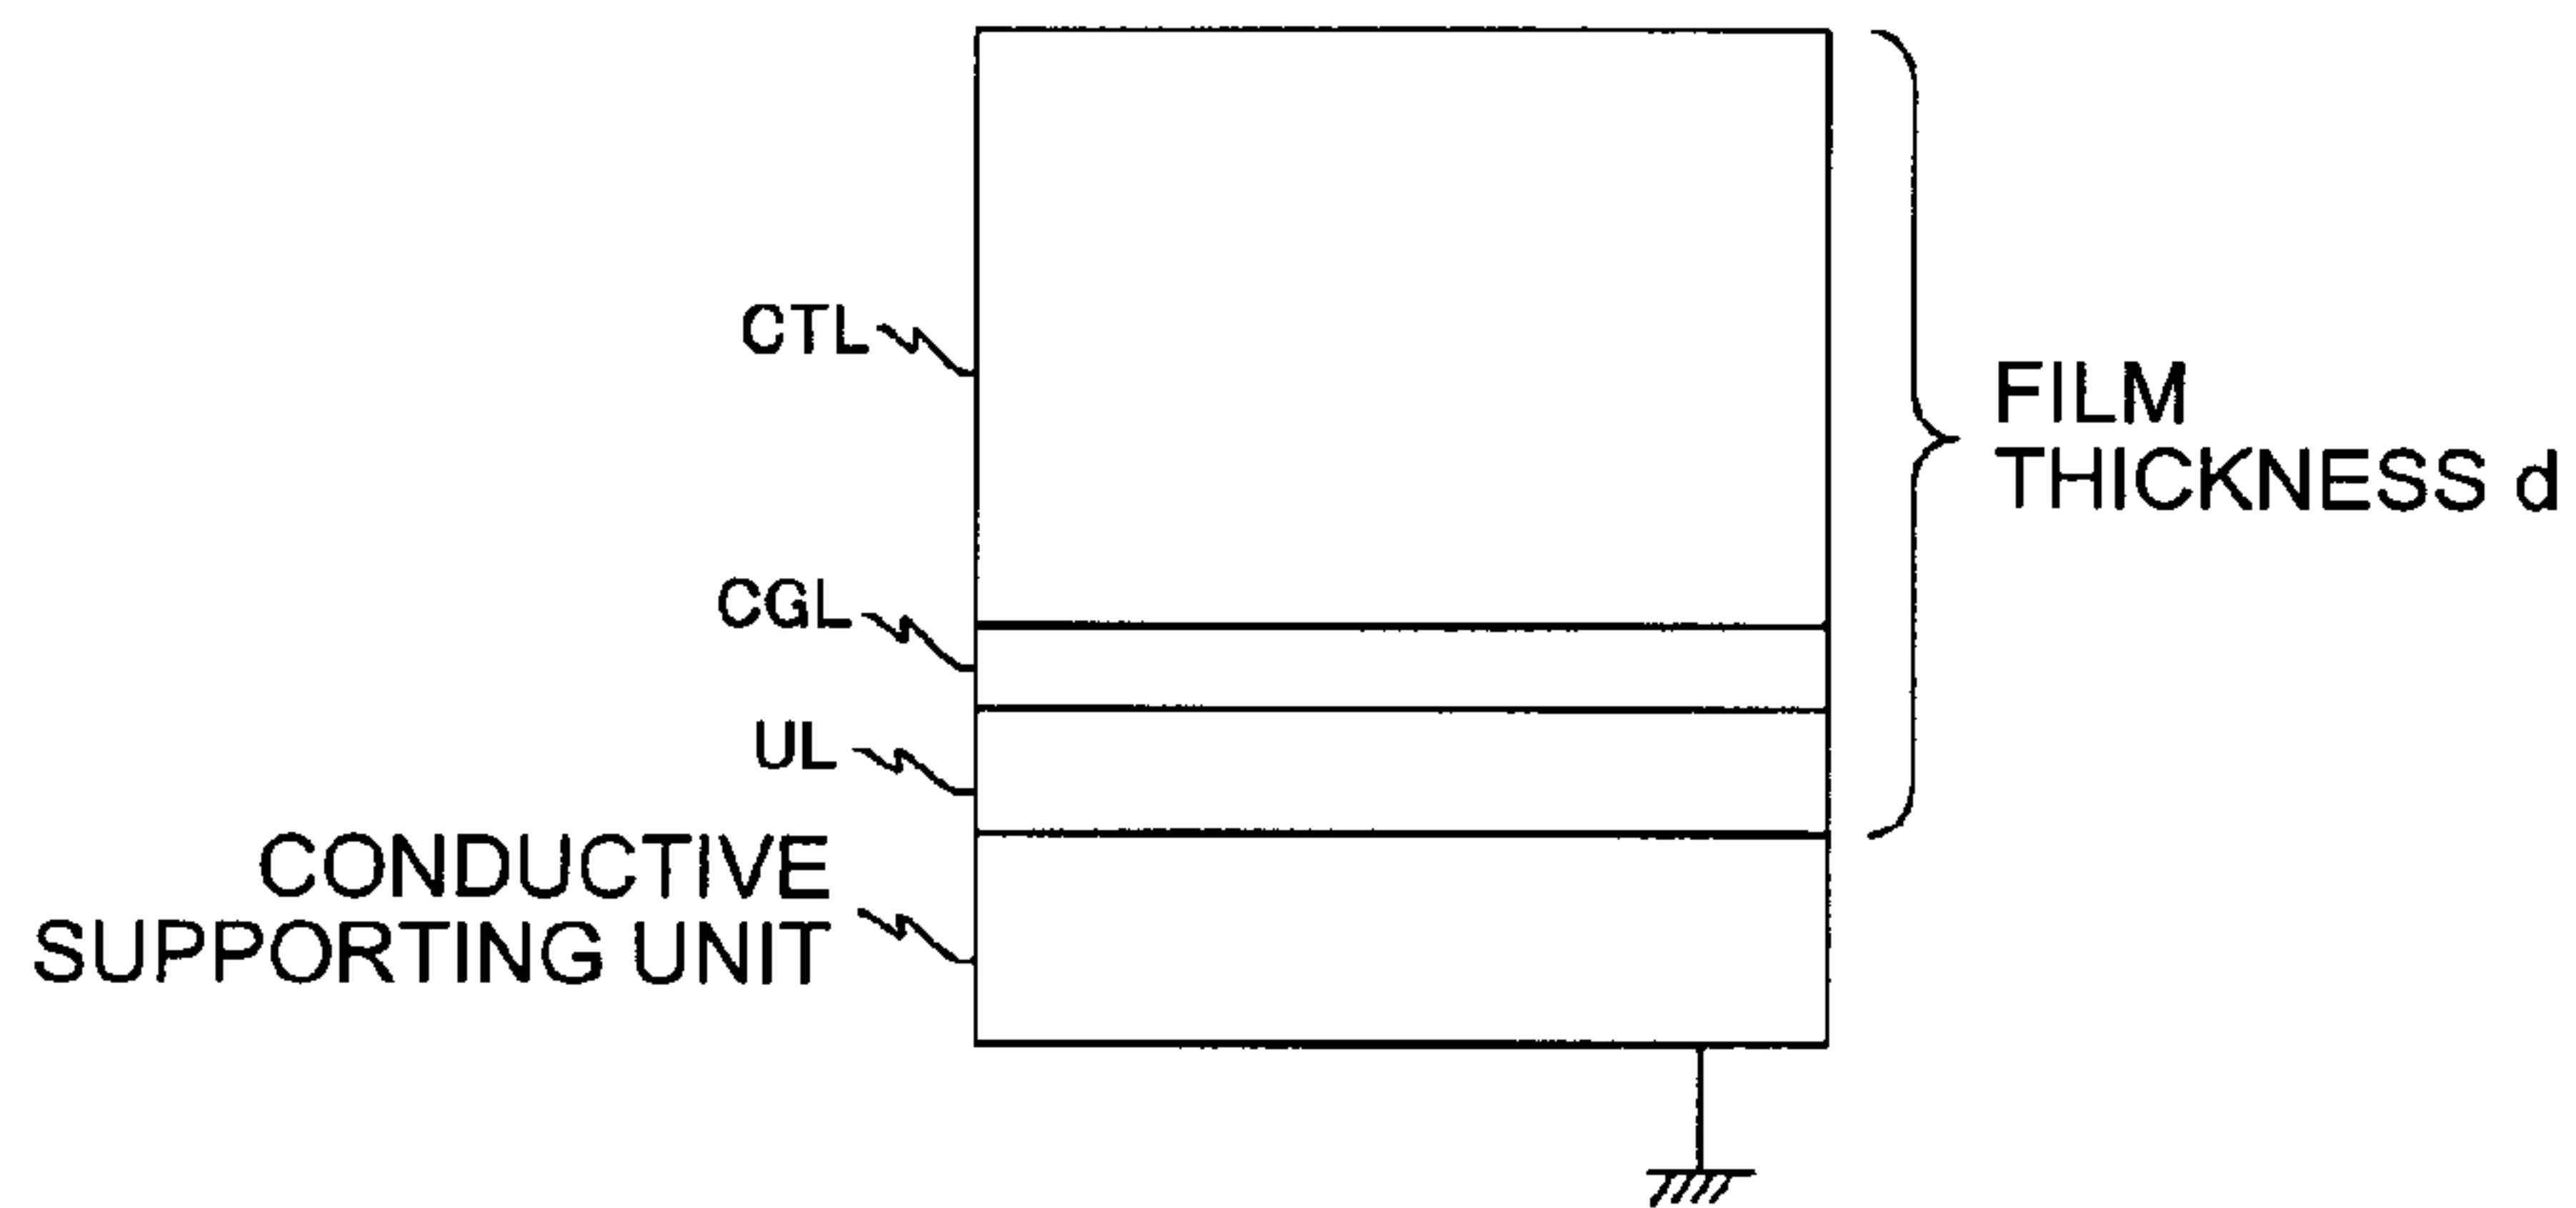 CTL
FILM
THICKNESS d
CGL
UL
CONDUCTIVE
SUPPORTING UNIT